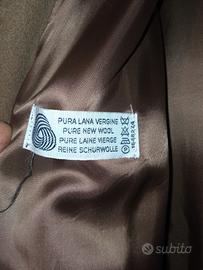 PURA LANA VERGINE
PURE NEW WOOL
PURE LAINE VIERGE
REINE SCHURWOLLE
subito